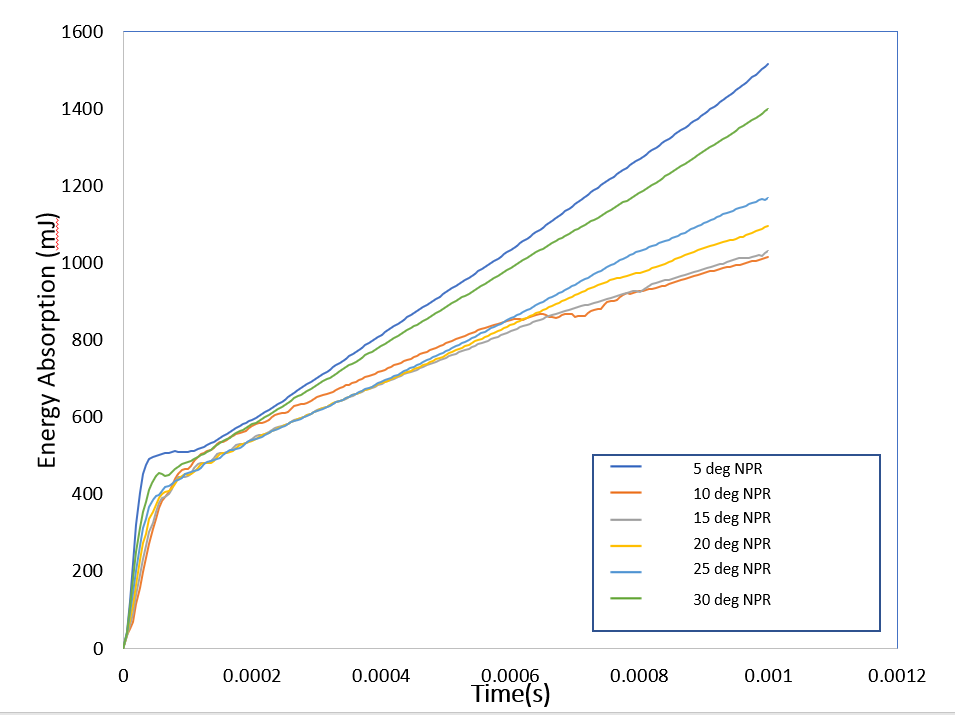 1600
1400
1200
1000
800
600
400
200
0
Energy Absorption (mJ)
5 deg NPR
10 deg NPR
15 deg NPR
20 deg NPR
25 deg NPR
30 deg NPR
0 0.0002 0.0004 0.0006 0.0008 0.001 0.0012
Time(s)